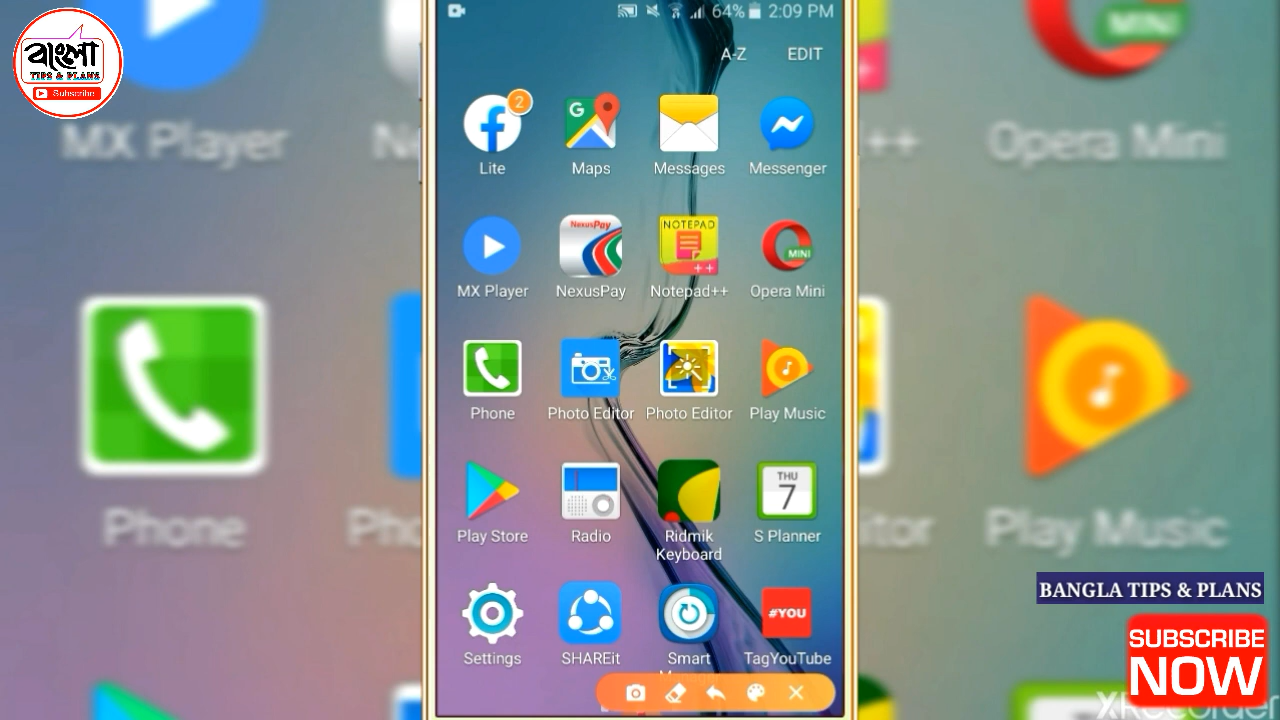 বাংলা
TIPS & PLANS
Subscribe
64% 2:09 PM
A-Z EDIT
2
Lite Maps Messages Messenger
NexusPay NOTEPAD ++ MINI
MX Player NexusPay Notepad++ Opera Mini
Phone Photo Editor Photo Editor Play Music
THU
7
Play Store Radio Ridmik Keyboard S Planner
#YOU
Settings SHAREit Smart TagYouTube
MX Player
++
Opera Mini
MINI
Phone
Play Music
BANGLA TIPS & PLANS
SUBSCRIBE
NOW
XRecorder